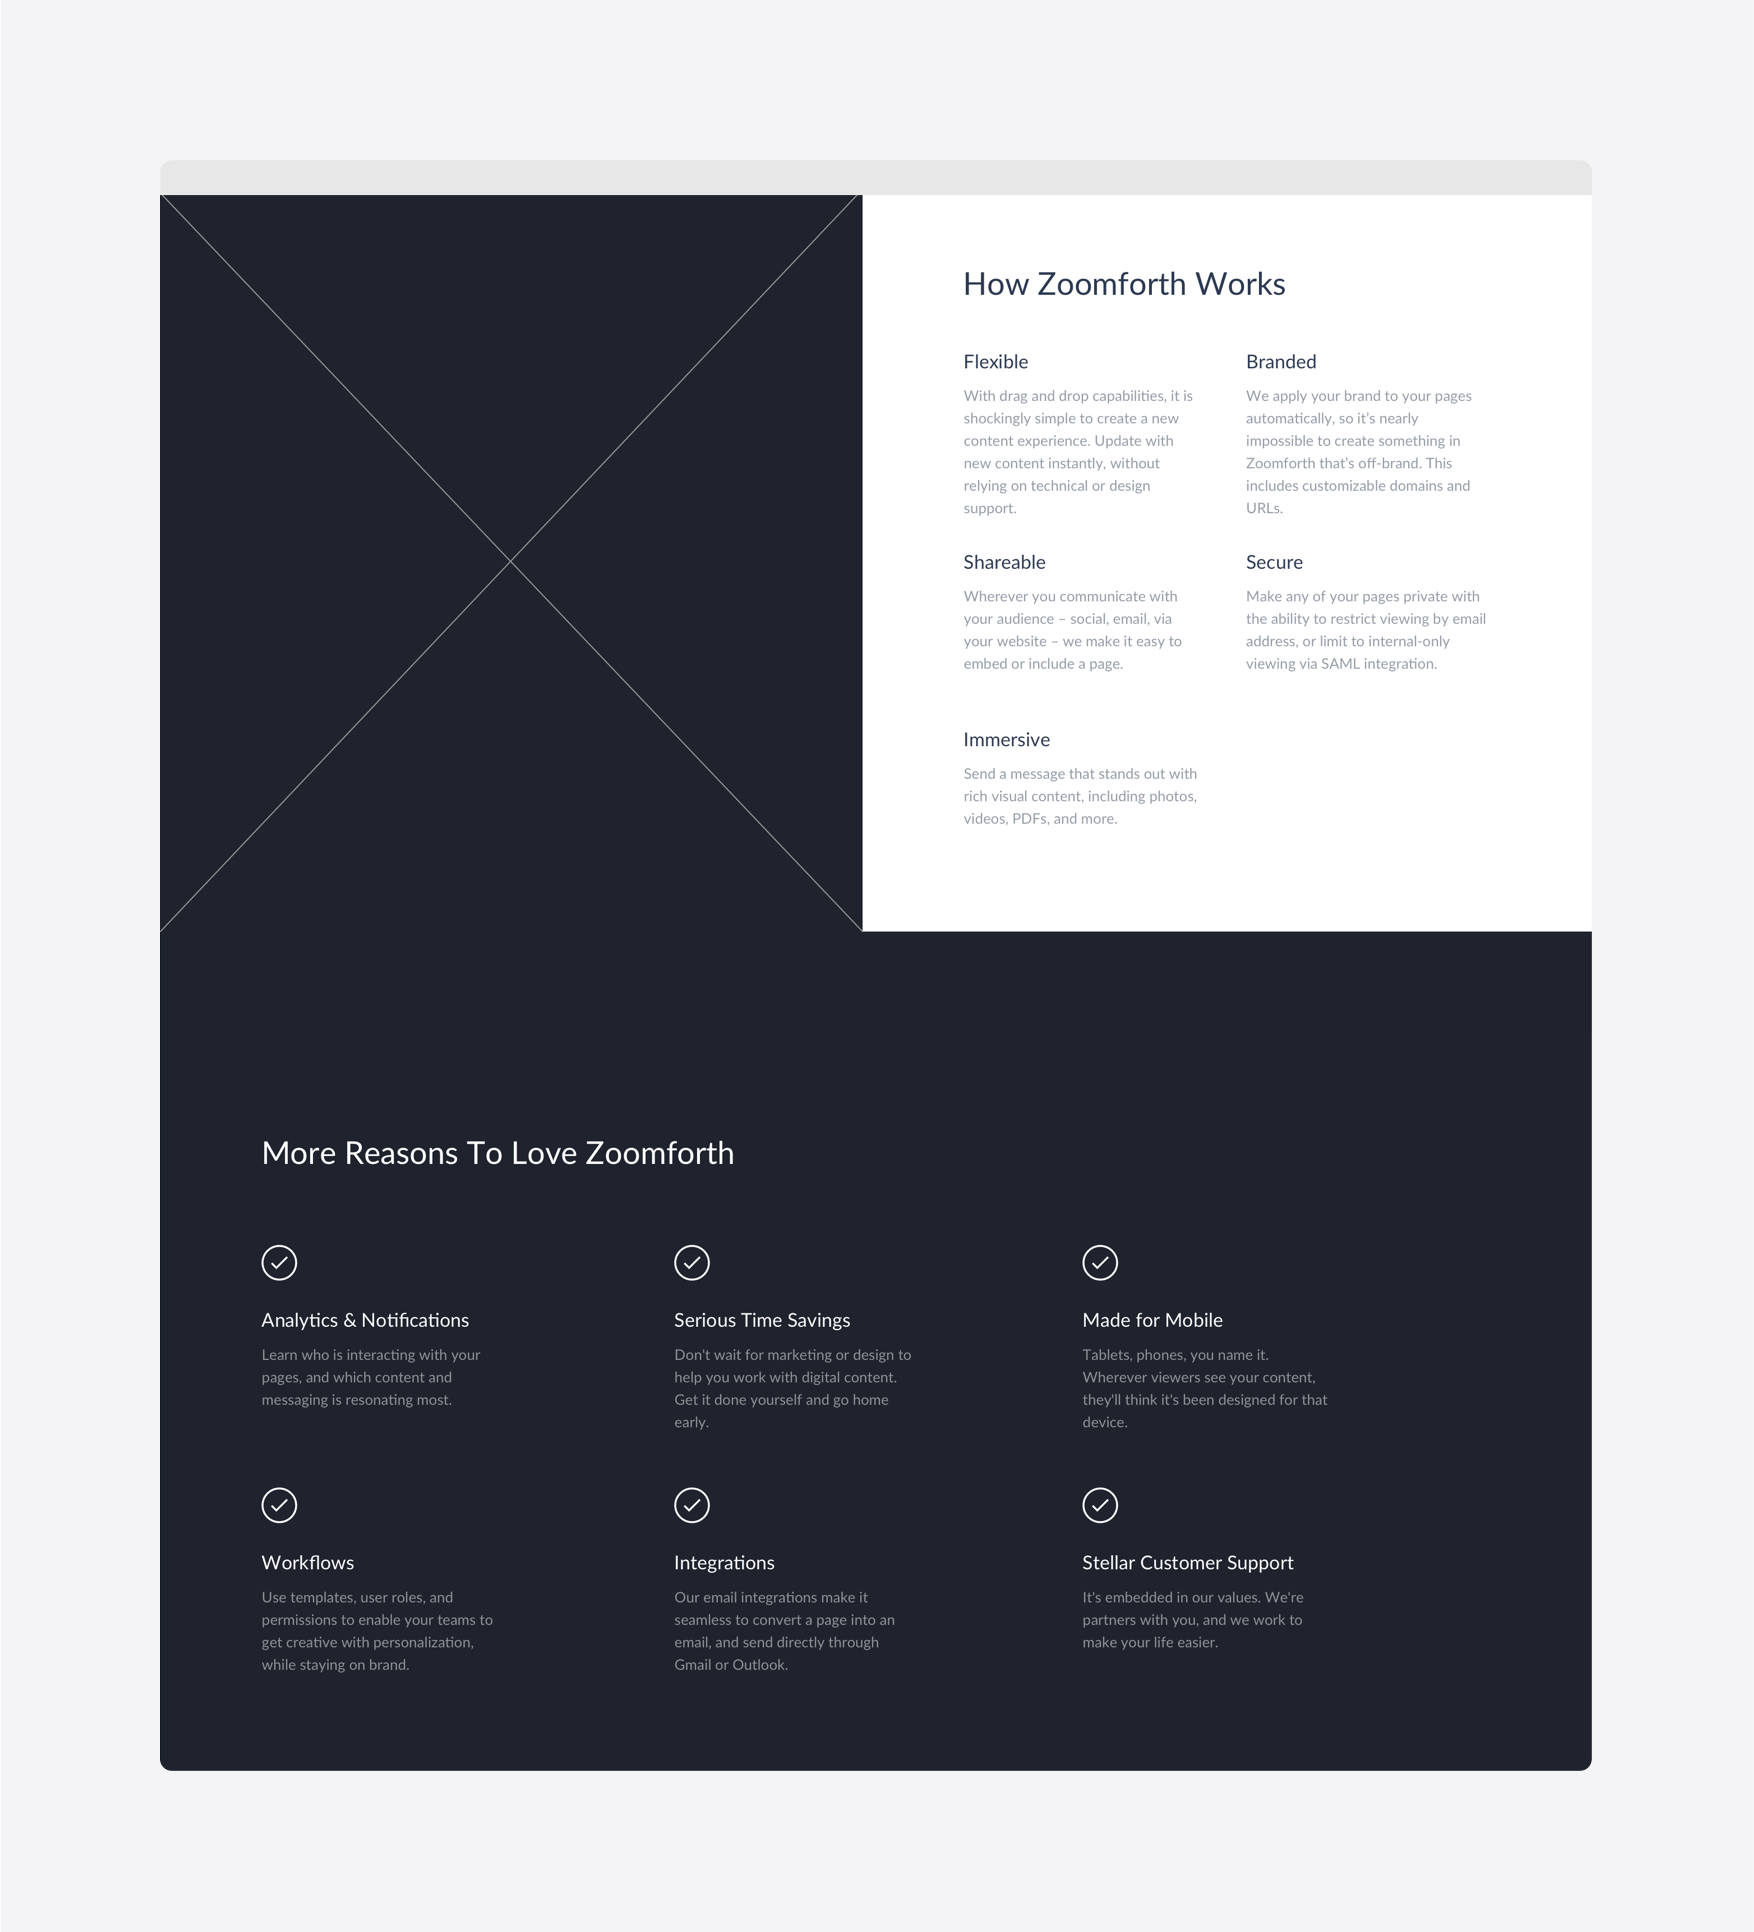 How Zoomforth Works
Flexible
With drag and drop capabilities, it is
shockingly simple to create a new
content experience. Update with
new content instantly, without
relying on technical or design
support.
Branded
We apply your brand to your pages
automatically, so it's nearly
impossible to create something in
Zoomforth that's off-brand. This
includes customizable domains and
URLs.
Shareable
Wherever you communicate with
your audience – social, email, via
your website – we make it easy to
embed or include a page.
Secure
Make any of your pages private with
the ability to restrict viewing by email
address, or limit to internal-only
viewing via SAML integration.
Immersive
Send a message that stands out with
rich visual content, including photos,
videos, PDFs, and more.
More Reasons To Love Zoomforth
Analytics & Notifications
Learn who is interacting with your
pages, and which content and
messaging is resonating most.
Serious Time Savings
Don't wait for marketing or design to
help you work with digital content.
Get it done yourself and go home
early.
Made for Mobile
Tablets, phones, you name it.
Wherever viewers see your content,
they'll think it's been designed for that
device.
Workflows
Use templates, user roles, and
permissions to enable your teams to
get creative with personalization,
while staying on brand.
Integrations
Our email integrations make it
seamless to convert a page into an
email, and send directly through
Gmail or Outlook.
Stellar Customer Support
It's embedded in our values. We're
partners with you, and we work to
make your life easier.